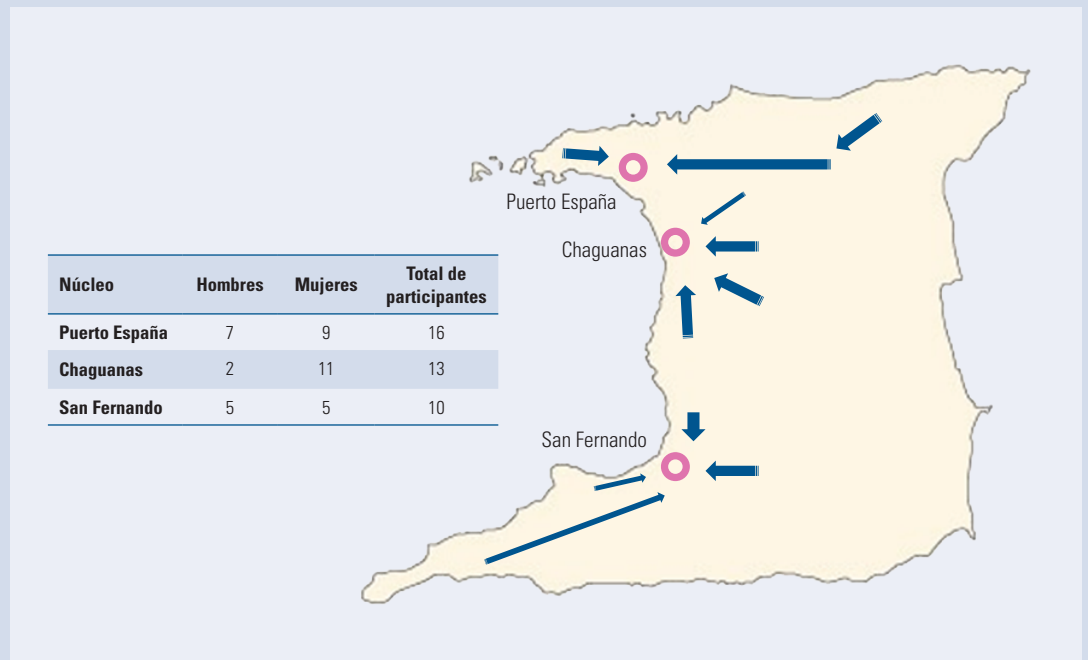 Puerto España
Chaguanas
Núcleo Hombres Mujeres Total de participantes
Puerto España 7 9 16
Chaguanas 2 11 13
San Fernando 5 5 10
San Fernando